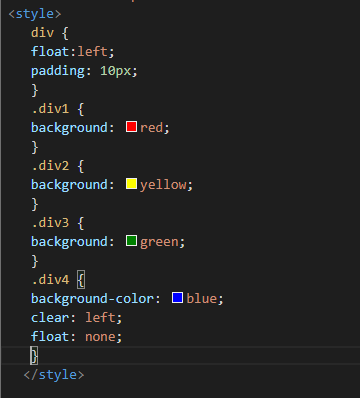 <style>
div {
float:left;
padding: 10px;
}
.div1 {
background: red;
}
.div2 {
background: yellow;
}
.div3 {
background: green;
}
.div4 {
background-color: blue;
clear: left;
float: none;
}
</style>